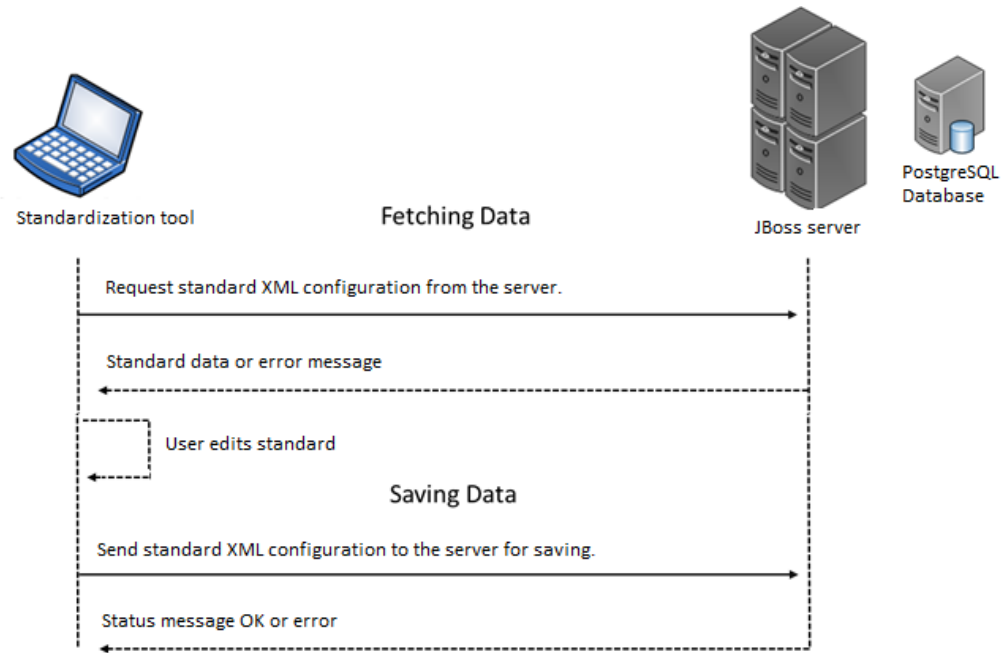 PostgreSQL
Database
Standardization tool
Fetching Data
JBoss server
Request standard XML configuration from the server.
Standard data or error message
User edits standard
Saving Data
Send standard XML configuration to the server for saving.
Status message OK or error